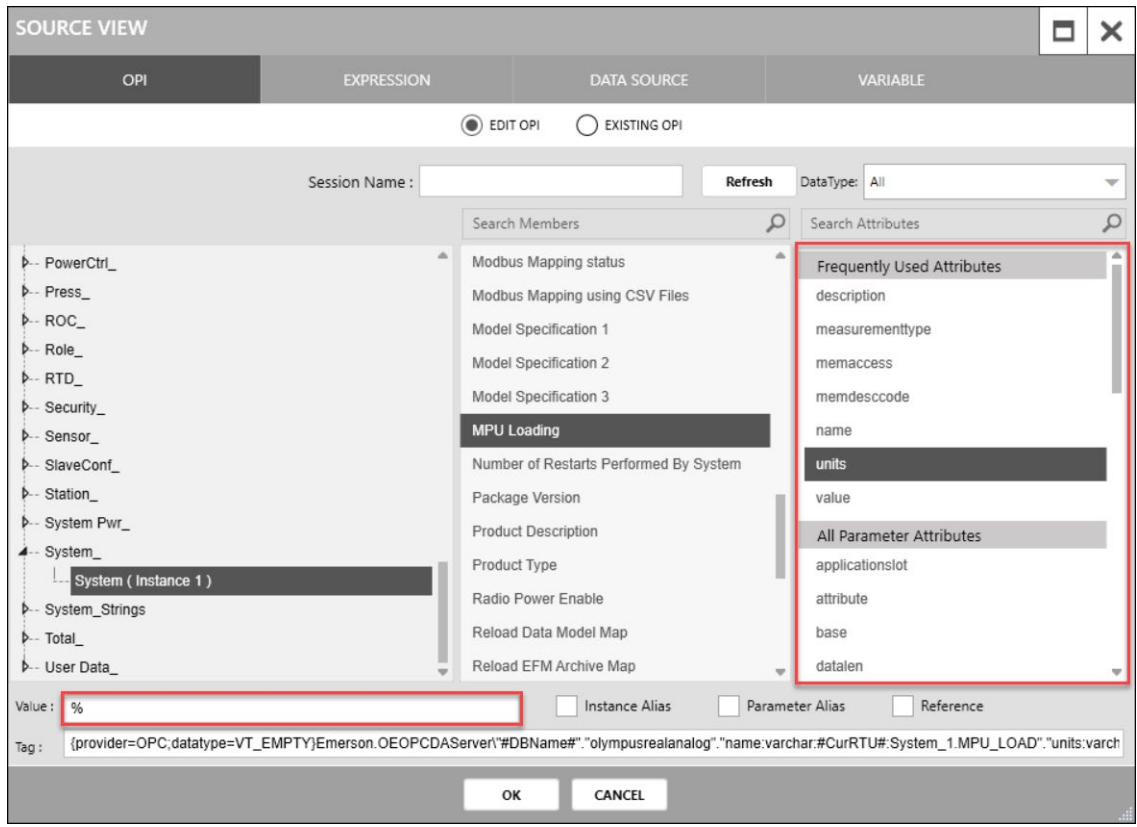 SOURCE VIEW
OPI EXPRESSION DATA SOURCE VARIABLE
EDIT OPI EXISTING OPI
Session Name : Refresh DataType: All
Search Members Search Attributes
PowerCtrl_
Press_
ROC_
Role_
RTD_
Security_
Sensor_
SlaveConf_
Station_
System Pwr_
System_
System ( Instance 1 )
System_Strings
Total_
User Data_
Modbus Mapping status
Modbus Mapping using CSV Files
Model Specification 1
Model Specification 2
Model Specification 3
MPU Loading
Number of Restarts Performed By System
Package Version
Product Description
Product Type
Radio Power Enable
Reload Data Model Map
Reload EFM Archive Map
Frequently Used Attributes
description
measurementtype
memaccess
memdesccode
name
units
value
All Parameter Attributes
applicationslot
attribute
base
datalen
Value : % Instance Alias Parameter Alias Reference
Tag : {provider=OPC;datatype=VT_EMPTY}Emerson.OEOPCDAServer\"#DBName#"."olympusrealanalog"."name:varchar:#CurRTU#:System_1.MPU_LOAD"."units:varch
OK CANCEL